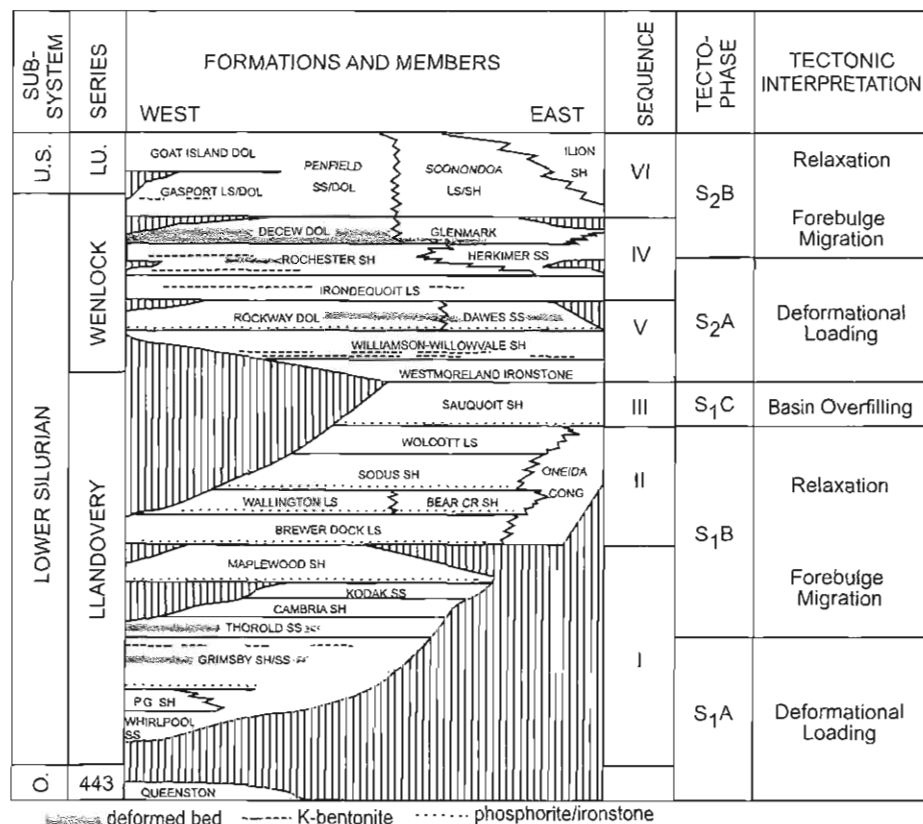 SUB-SYSTEM
SERIES
FORMATIONS AND MEMBERS
WEST
EAST
SEQUENCE
TECTO-
PHASE
TECTONIC
INTERPRETATION
U.S.
LU.
GOAT ISLAND DOL
GASPORT LS/DOL
PENFIELD
SS/DOL
SCONONDOA
LS/SH
ILION
SH
VI
S2B
Relaxation
Forebulge
Migration
LOWER SILURIAN
WENLOCK
DECEW DOL
GLENMARK
ROCHESTER SH
HERKIMER SS
IV
IRONDEQUOIT LS
ROCKWAY DOL
DAWES SS
V
S2A
Deformational
Loading
WILLIAMSON-WILLOWVALE SH
WESTMORELAND IRONSTONE
LLANDOVERY
SAUQUOIT SH
III
S1C
Basin Overfilling
WOLCOTT LS
SODUS SH
ONEIDA
CONG
WALLINGTON LS
BEAR CR SH
BREWER DOCK LS
II
S1B
Relaxation
Forebulge
Migration
MAPLEWOOD SH
KODAK SS
CAMBRIA SH
THOROLD SS
GRIMSBY SH/SS
PG SH
WHIRLPOOL
SS
I
S1A
Deformational
Loading
O.
443
QUEENSTON
deformed bed
K-bentonite
phosphorite/ironstone